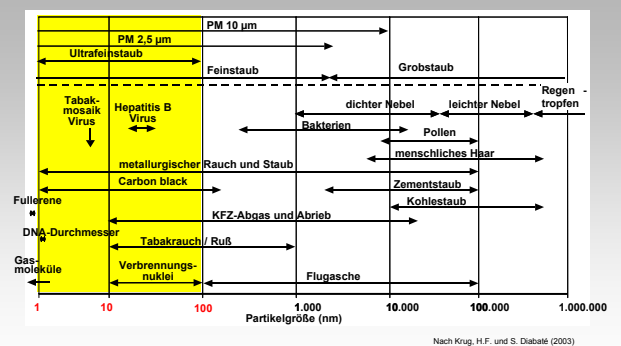 PM 10 µm
PM 2,5 µm
Ultrafeinstaub
Feinstaub
Grobstaub
Regen -
tropfen
Tabak-
mosaik
Virus
Hepatitis B
Virus
dichter Nebel
leichter Nebel
Bakterien
Pollen
menschliches Haar
metallurgischer Rauch und Staub
Carbon black
Zementstaub
Kohlestaub
Fullerene
KFZ-Abgas und Abrieb
DNA-Durchmesser
Tabakrauch / Ruß
Gas-
moleküle
Verbrennungs-
nuklei
Flugasche
1
10
100
1.000
10.000
100.000
1.000.000
Partikelgröße (nm)
Nach Krug, H.F. und S. Diabaté (2003)